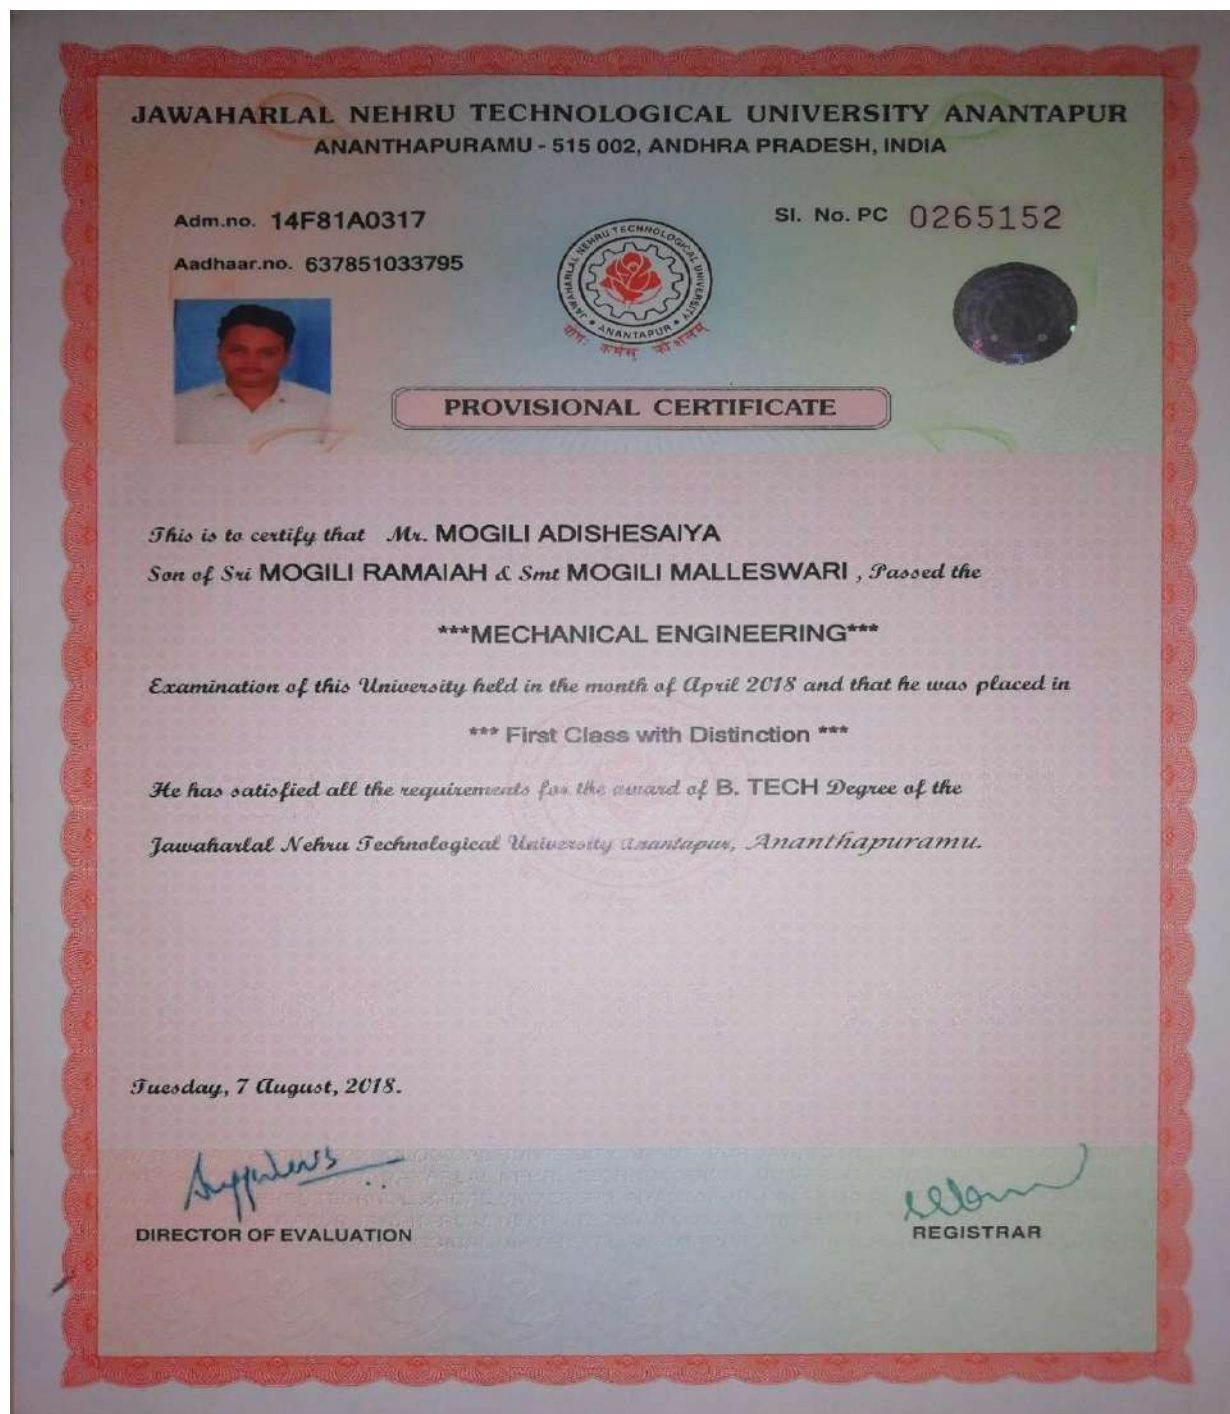 JAWAHARLAL NEHRU TECHNOLOGICAL UNIVERSITY ANANTAPUR
ANANTHAPURAMU - 515 002, ANDHRA PRADESH, INDIA
Adm.no. 14F81A0317
Sl. No. PC 0265152
Aadhaar.no. 637851033795
JAWAHARLAL NEHRU TECHNOLOGICAL UNIVERSITY
ANANTAPUR
PROVISIONAL CERTIFICATE
This is to certify that Mr. MOGILI ADISHESAIYA
Son of Sri MOGILI RAMAIAH & Smt MOGILI MALLESWARI , Passed the
***MECHANICAL ENGINEERING***
Examination of this University held in the month of April 2018 and that he was placed in
*** First Class with Distinction ***
He has satisfied all the requirements for the award of B. TECH Degree of the
Jawaharlal Nehru Technological University Anantapur, Ananthapuramu.
Tuesday, 7 August, 2018.
DIRECTOR OF EVALUATION
REGISTRAR